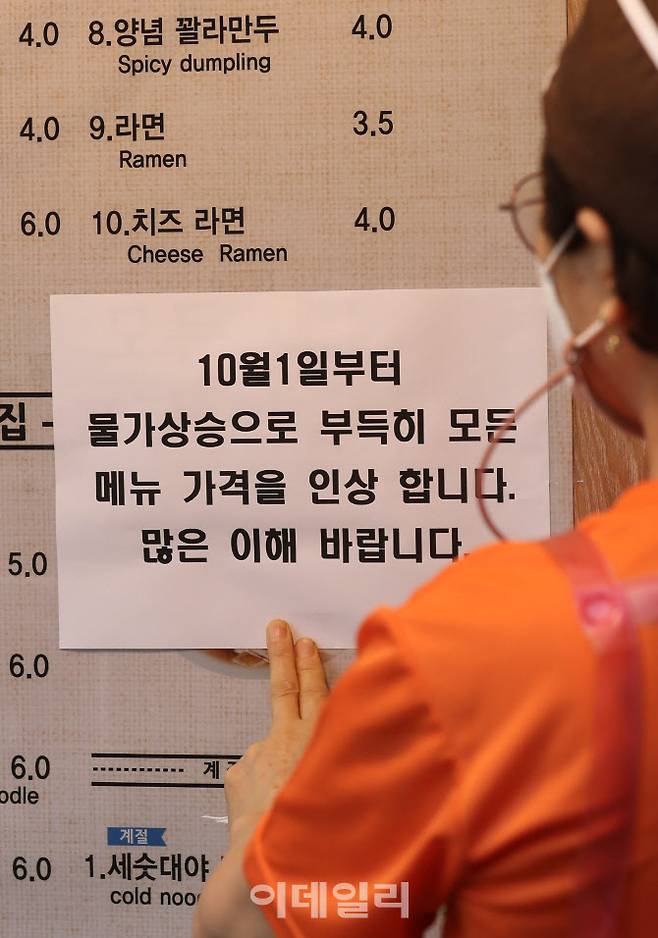 4.0 8.양념 꽐라만두 4.0
Spicy dumpling
4.0 9.라면 3.5
Ramen
6.0 10.치즈 라면 4.0
Cheese Ramen
10월1일부터
물가상승으로 부득히 모든
메뉴 가격을 인상 합니다.
많은 이해 바랍니다.
집
5.0
6.0
6.0
계절
6.0 1.세숫대야
cold
이데일리